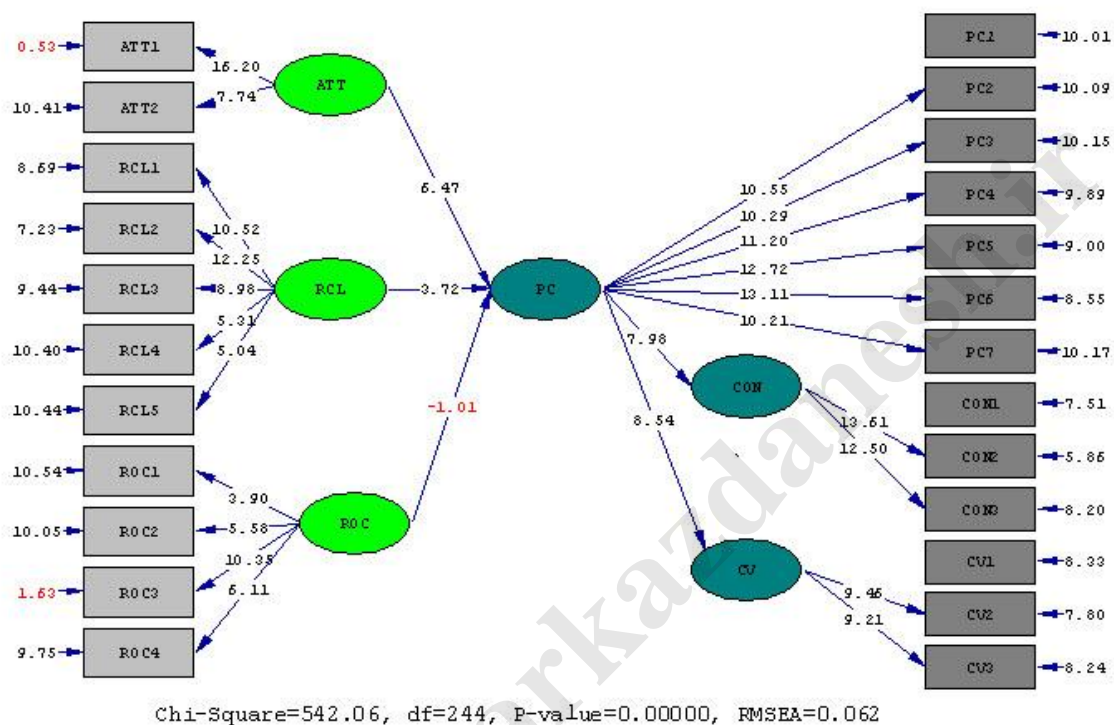 0.53
ATT1
16.20
ATT
7.74
10.41
ATT2
8.69
RCL1
10.52
7.23
RCL2
12.25
9.44
RCL3
8.98
RCL
5.31
10.40
RCL4
5.04
10.44
RCL5
10.54
ROC1
3.90
10.05
ROC2
5.58
ROC
10.35
1.63
ROC3
6.11
9.75
ROC4
6.47
3.72
-1.01
PC
10.55
10.29
11.20
12.72
13.11
10.21
7.98
8.54
CON
13.61
12.50
CV
9.46
9.21
PC1
10.01
PC2
10.09
PC3
10.15
PC4
9.89
PC5
9.00
PC6
8.55
PC7
10.17
CON1
7.51
CON2
5.86
CON3
8.20
CV1
8.33
CV2
7.80
CV3
8.24
Chi-Square=542.06, df=244, P-value=0.00000, RMSEA=0.062
arkazdanesh.ir